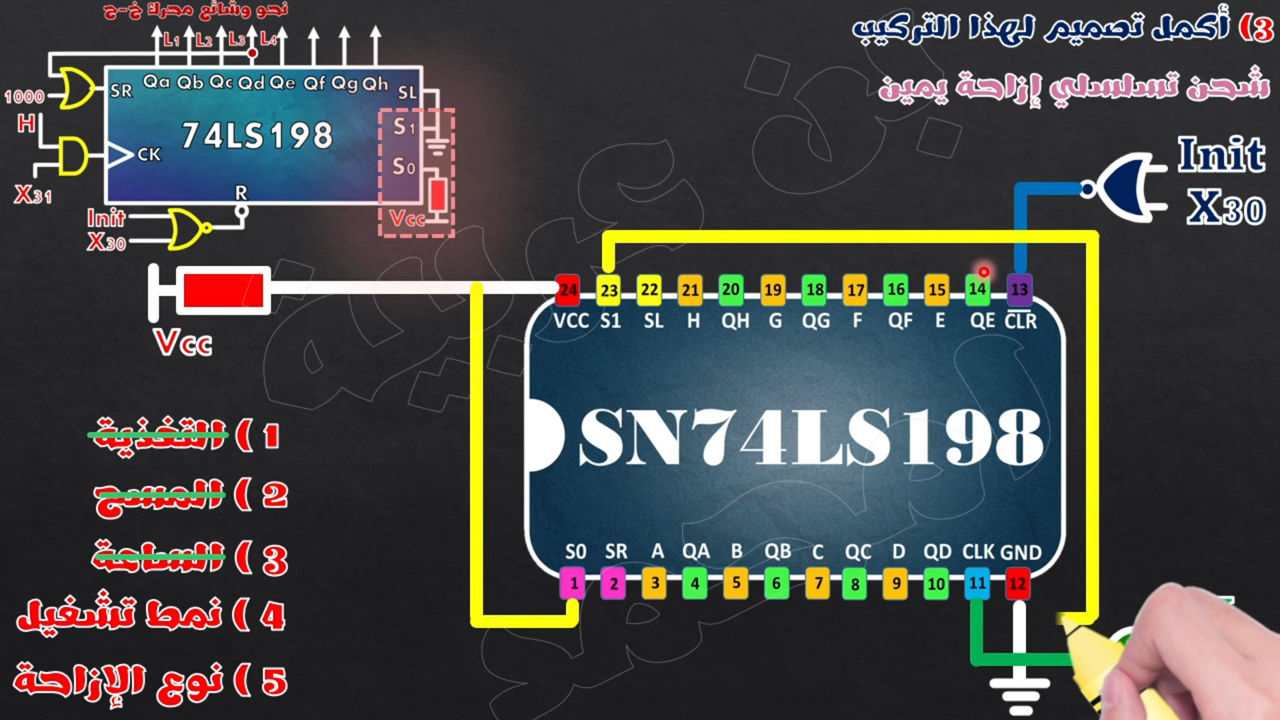 3) أكمل تصميم لهذا التركيب
شحن تسلسلي إزاحة يمين
نحو وشائع محرك خ-خ
L1 L2 L3 L4
Qa Qb Qc Qd Qe Qf Qg Qh
SR
SL
1000
H
74LS198
S1
CK
S0
X31
R
Init
X30
Vcc
Init
X30
24 23 22 21 20 19 18 17 16 15 14 13
VCC S1 SL H QH G QG F QF E QE CLR
Vcc
SN74LS198
S0 SR A QA B QB C QC D QD CLK GND
1 2 3 4 5 6 7 8 9 10 11 12
1 ) التغذية
2 ) المسح
3 ) الساعة
4 ) نمط تشغيل
5 ) نوع الإزاحة